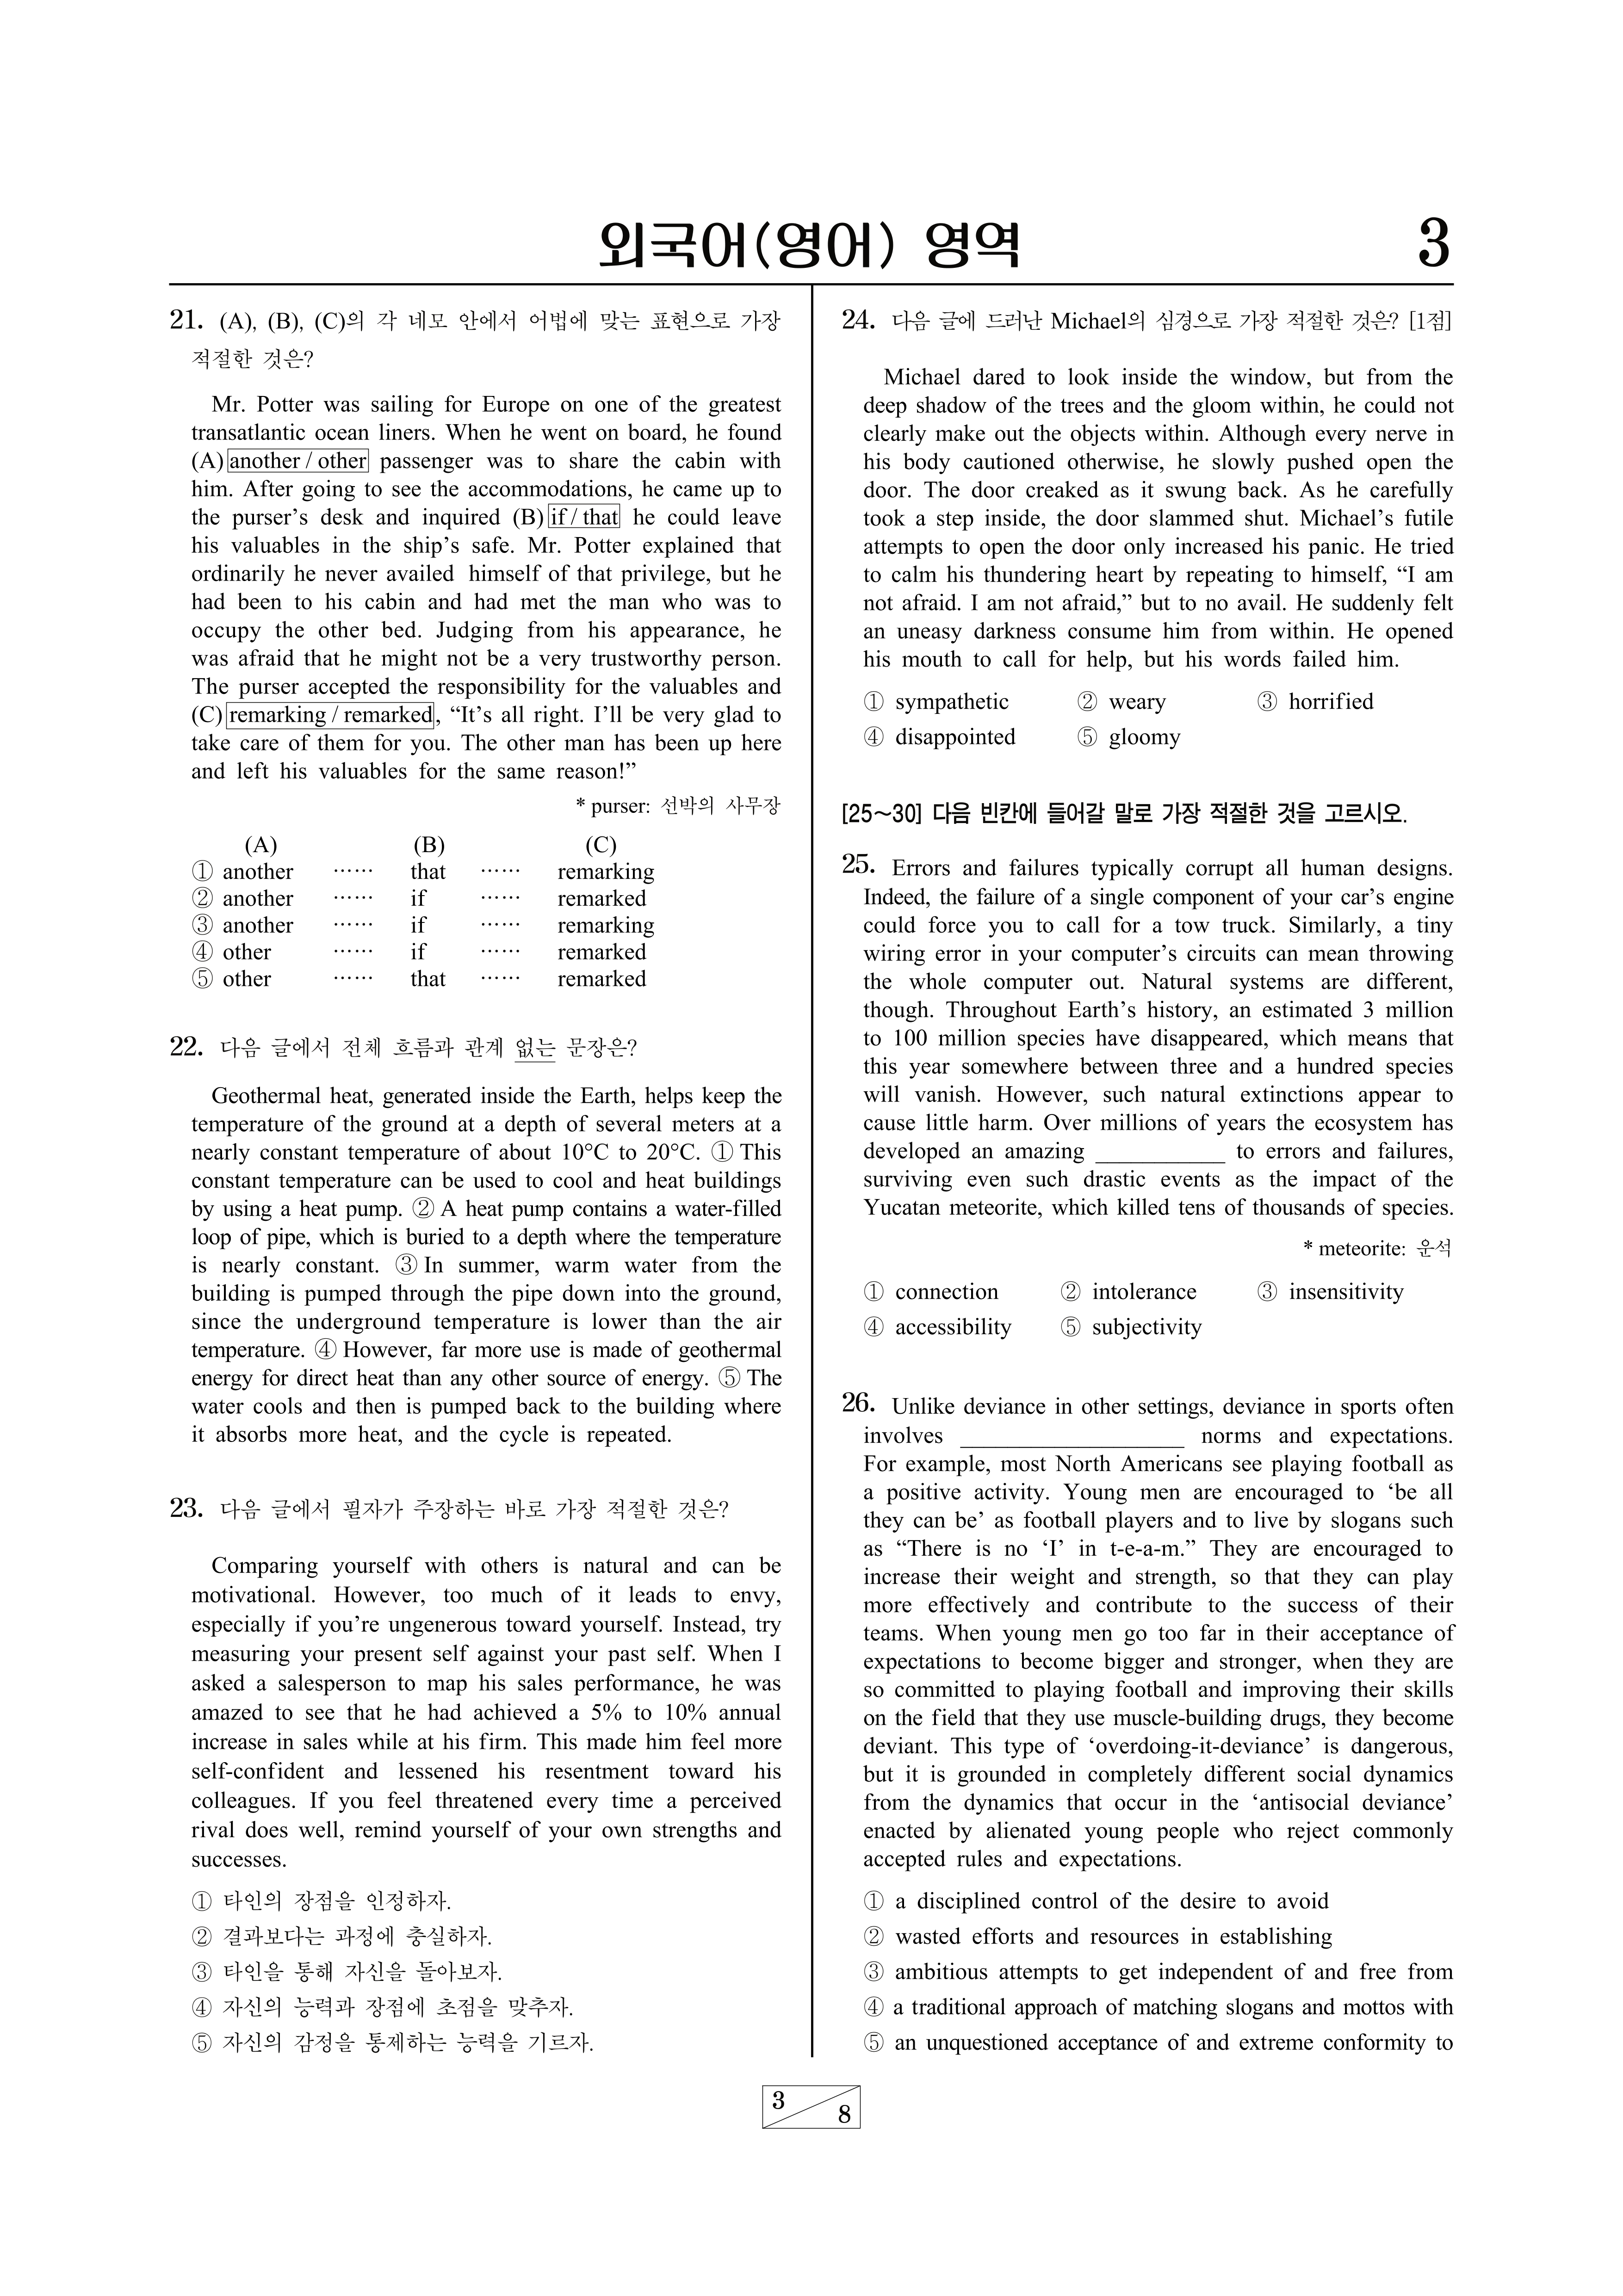 외국어(영어) 영역
3
21. (A), (B), (C)의 각 네모 안에서 어법에 맞는 표현으로 가장
적절한 것은?
Mr. Potter was sailing for Europe on one of the greatest
transatlantic ocean liners. When he went on board, he found
(A) another / other passenger was to share the cabin with
him. After going to see the accommodations, he came up to
the purser’s desk and inquired (B) if / that he could leave
his valuables in the ship’s safe. Mr. Potter explained that
ordinarily he never availed himself of that privilege, but he
had been to his cabin and had met the man who was to
occupy the other bed. Judging from his appearance, he
was afraid that he might not be a very trustworthy person.
The purser accepted the responsibility for the valuables and
(C) remarking / remarked, “It’s all right. I’ll be very glad to
take care of them for you. The other man has been up here
and left his valuables for the same reason!”
* purser: 선박의 사무장
(A) (B) (C)
① another …… that …… remarking
② another …… if …… remarked
③ another …… if …… remarking
④ other …… if …… remarked
⑤ other …… that …… remarked
22. 다음 글에서 전체 흐름과 관계 없는 문장은?
Geothermal heat, generated inside the Earth, helps keep the
temperature of the ground at a depth of several meters at a
nearly constant temperature of about 10°C to 20°C. ① This
constant temperature can be used to cool and heat buildings
by using a heat pump. ② A heat pump contains a water-filled
loop of pipe, which is buried to a depth where the temperature
is nearly constant. ③ In summer, warm water from the
building is pumped through the pipe down into the ground,
since the underground temperature is lower than the air
temperature. ④ However, far more use is made of geothermal
energy for direct heat than any other source of energy. ⑤ The
water cools and then is pumped back to the building where
it absorbs more heat, and the cycle is repeated.
23. 다음 글에서 필자가 주장하는 바로 가장 적절한 것은?
Comparing yourself with others is natural and can be
motivational. However, too much of it leads to envy,
especially if you’re ungenerous toward yourself. Instead, try
measuring your present self against your past self. When I
asked a salesperson to map his sales performance, he was
amazed to see that he had achieved a 5% to 10% annual
increase in sales while at his firm. This made him feel more
self-confident and lessened his resentment toward his
colleagues. If you feel threatened every time a perceived
rival does well, remind yourself of your own strengths and
successes.
① 타인의 장점을 인정하자.
② 결과보다는 과정에 충실하자.
③ 타인을 통해 자신을 돌아보자.
④ 자신의 능력과 장점에 초점을 맞추자.
⑤ 자신의 감정을 통제하는 능력을 기르자.
24. 다음 글에 드러난 Michael의 심경으로 가장 적절한 것은? [1점]
Michael dared to look inside the window, but from the
deep shadow of the trees and the gloom within, he could not
clearly make out the objects within. Although every nerve in
his body cautioned otherwise, he slowly pushed open the
door. The door creaked as it swung back. As he carefully
took a step inside, the door slammed shut. Michael’s futile
attempts to open the door only increased his panic. He tried
to calm his thundering heart by repeating to himself, “I am
not afraid. I am not afraid,” but to no avail. He suddenly felt
an uneasy darkness consume him from within. He opened
his mouth to call for help, but his words failed him.
① sympathetic ② weary ③ horrified
④ disappointed ⑤ gloomy
[25~30] 다음 빈칸에 들어갈 말로 가장 적절한 것을 고르시오.
25. Errors and failures typically corrupt all human designs.
Indeed, the failure of a single component of your car’s engine
could force you to call for a tow truck. Similarly, a tiny
wiring error in your computer’s circuits can mean throwing
the whole computer out. Natural systems are different,
though. Throughout Earth’s history, an estimated 3 million
to 100 million species have disappeared, which means that
this year somewhere between three and a hundred species
will vanish. However, such natural extinctions appear to
cause little harm. Over millions of years the ecosystem has
developed an amazing ___________ to errors and failures,
surviving even such drastic events as the impact of the
Yucatan meteorite, which killed tens of thousands of species.
* meteorite: 운석
① connection ② intolerance ③ insensitivity
④ accessibility ⑤ subjectivity
26. Unlike deviance in other settings, deviance in sports often
involves ___________________ norms and expectations.
For example, most North Americans see playing football as
a positive activity. Young men are encouraged to ‘be all
they can be’ as football players and to live by slogans such
as “There is no ‘I’ in t-e-a-m.” They are encouraged to
increase their weight and strength, so that they can play
more effectively and contribute to the success of their
teams. When young men go too far in their acceptance of
expectations to become bigger and stronger, when they are
so committed to playing football and improving their skills
on the field that they use muscle-building drugs, they become
deviant. This type of ‘overdoing-it-deviance’ is dangerous,
but it is grounded in completely different social dynamics
from the dynamics that occur in the ‘antisocial deviance’
enacted by alienated young people who reject commonly
accepted rules and expectations.
① a disciplined control of the desire to avoid
② wasted efforts and resources in establishing
③ ambitious attempts to get independent of and free from
④ a traditional approach of matching slogans and mottos with
⑤ an unquestioned acceptance of and extreme conformity to
3
8